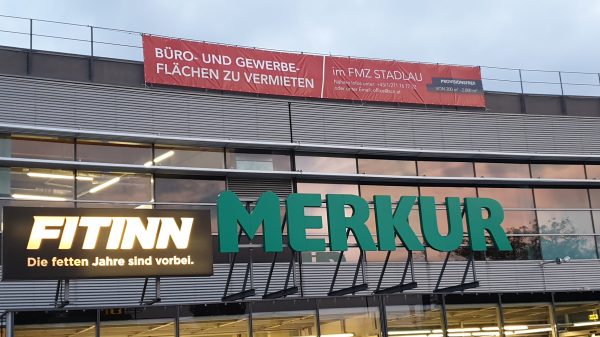 BÜRO- UND GEWERBE-
FLÄCHEN ZU VERMIETEN
im FMZ STADLAU
PROVISIONSFREI
FITINN
Die fetten Jahre sind vorbei.
MERKUR